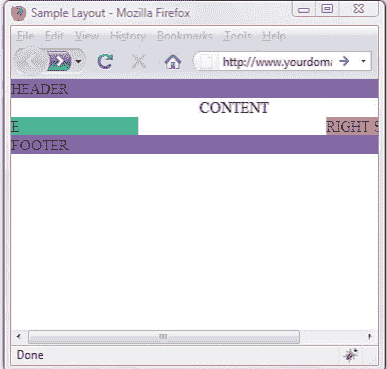 Sample Layout - Mozilla Firefox
File Edit View History Bookmarks Tools Help
http://www.yourdoma
HEADER
CONTENT
E RIGHT S
FOOTER
Done